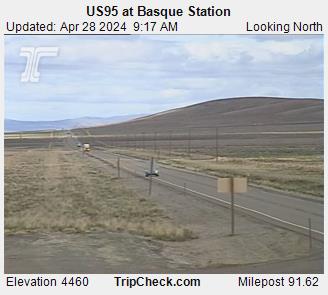 US95 at Basque Station
Updated: Apr 28 2024 9:17 AM Looking North
Elevation 4460 TripCheck.com Milepost 91.62